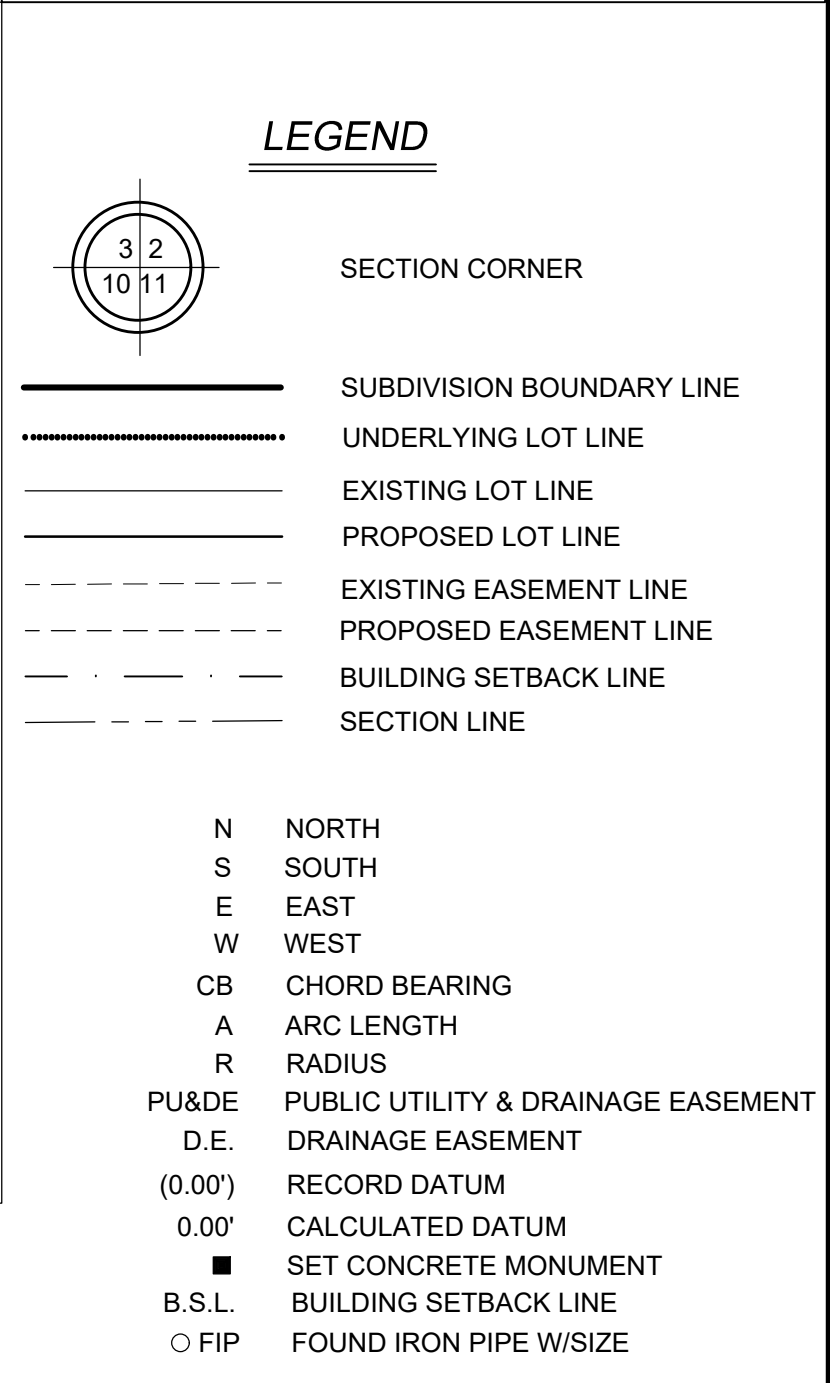 LEGEND
3 2
10 11
SECTION CORNER
SUBDIVISION BOUNDARY LINE
UNDERLYING LOT LINE
EXISTING LOT LINE
PROPOSED LOT LINE
EXISTING EASEMENT LINE
PROPOSED EASEMENT LINE
BUILDING SETBACK LINE
SECTION LINE
N NORTH
S SOUTH
E EAST
W WEST
CB CHORD BEARING
A ARC LENGTH
R RADIUS
PU&DE PUBLIC UTILITY & DRAINAGE EASEMENT
D.E. DRAINAGE EASEMENT
(0.00') RECORD DATUM
0.00' CALCULATED DATUM
■ SET CONCRETE MONUMENT
B.S.L. BUILDING SETBACK LINE
○ FIP FOUND IRON PIPE W/SIZE